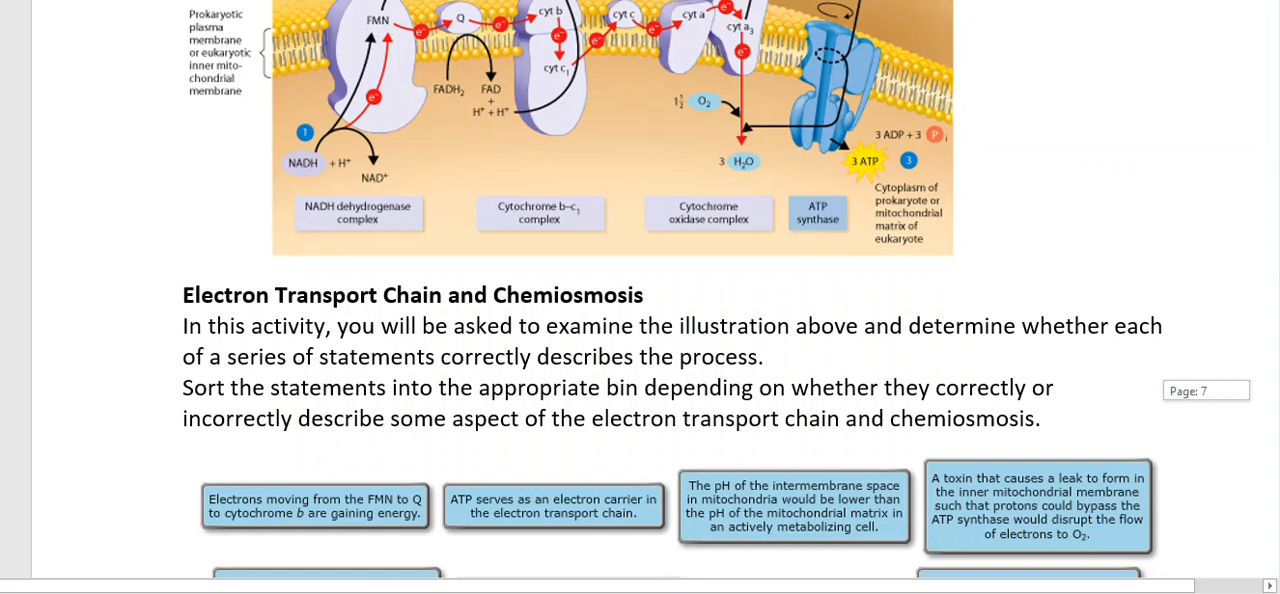 Prokaryotic
plasma
membrane
or eukaryotic
inner mito-
chondrial
membrane
FMN
Q
cyt b
cyt c
cyt a
cyt a3
e-
e-
e-
e-
e-
e-
e-
e-
e-
cyt c1
FADH2
FAD
+
H+ + H+
1½ O2
1
NADH + H+
NAD+
3 H2O
3 ADP + 3 Pi
3 ATP
3
NADH dehydrogenase
complex
Cytochrome b-c1
complex
Cytochrome
oxidase complex
ATP
synthase
Cytoplasm of
prokaryote or
mitochondrial
matrix of
eukaryote
Electron Transport Chain and Chemiosmosis
In this activity, you will be asked to examine the illustration above and determine whether each
of a series of statements correctly describes the process.
Sort the statements into the appropriate bin depending on whether they correctly or
incorrectly describe some aspect of the electron transport chain and chemiosmosis.
Page: 7
Electrons moving from the FMN to Q
to cytochrome b are gaining energy.
ATP serves as an electron carrier in
the electron transport chain.
The pH of the intermembrane space
in mitochondria would be lower than
the pH of the mitochondrial matrix in
an actively metabolizing cell.
A toxin that causes a leak to form in
the inner mitochondrial membrane
such that protons could bypass the
ATP synthase would disrupt the flow
of electrons to O2.